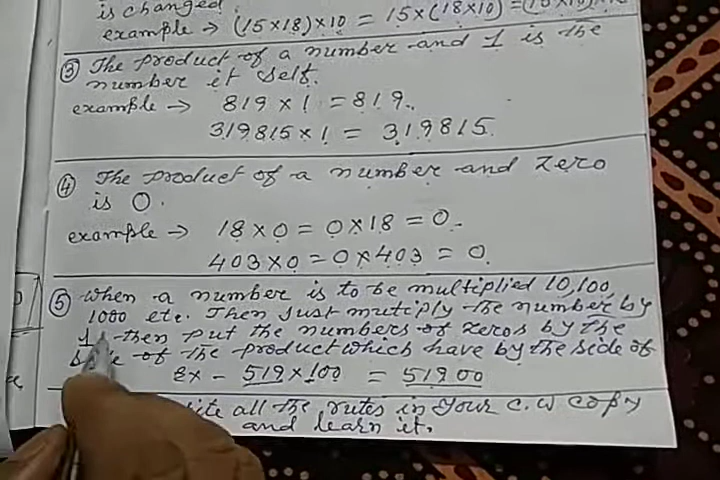 is changed
example → (15×18)×10 = 15×(18×10) =
③ The product of a number and 1 is the
number it self.
example → 819 × 1 = 819.
319815 × 1 = 319815
④ The product of a number and zero
is 0.
example → 18 × 0 = 0 × 18 = 0.
403 × 0 = 0 × 403 = 0
⑤ When a number is to be multiplied 10,100,
1000 etc. Then Just mutiply the number by
1. then put the numbers of zeros by the
of the product which have by the side of
ex - 519 × 100 = 51900
all the rules in your c.w copy
and learn it.